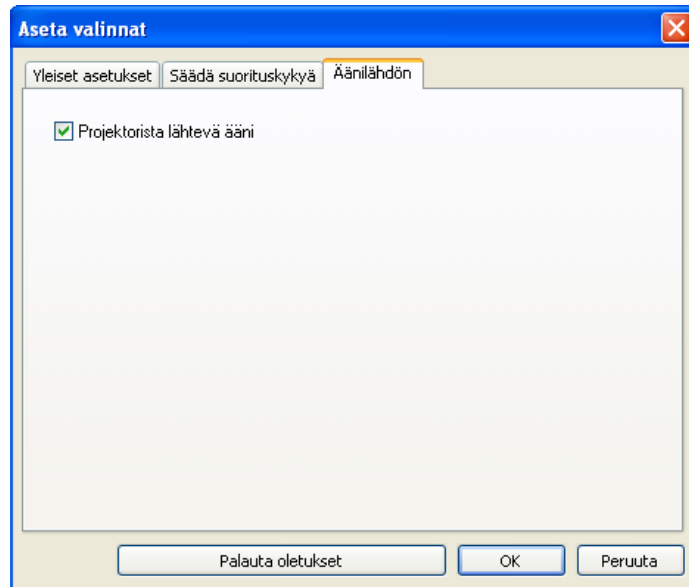 Aseta valinnat
Yleiset asetukset Säädä suorituskykyä Äänilähdön
Projektorista lähtevä ääni
Palauta oletukset OK Peruuta